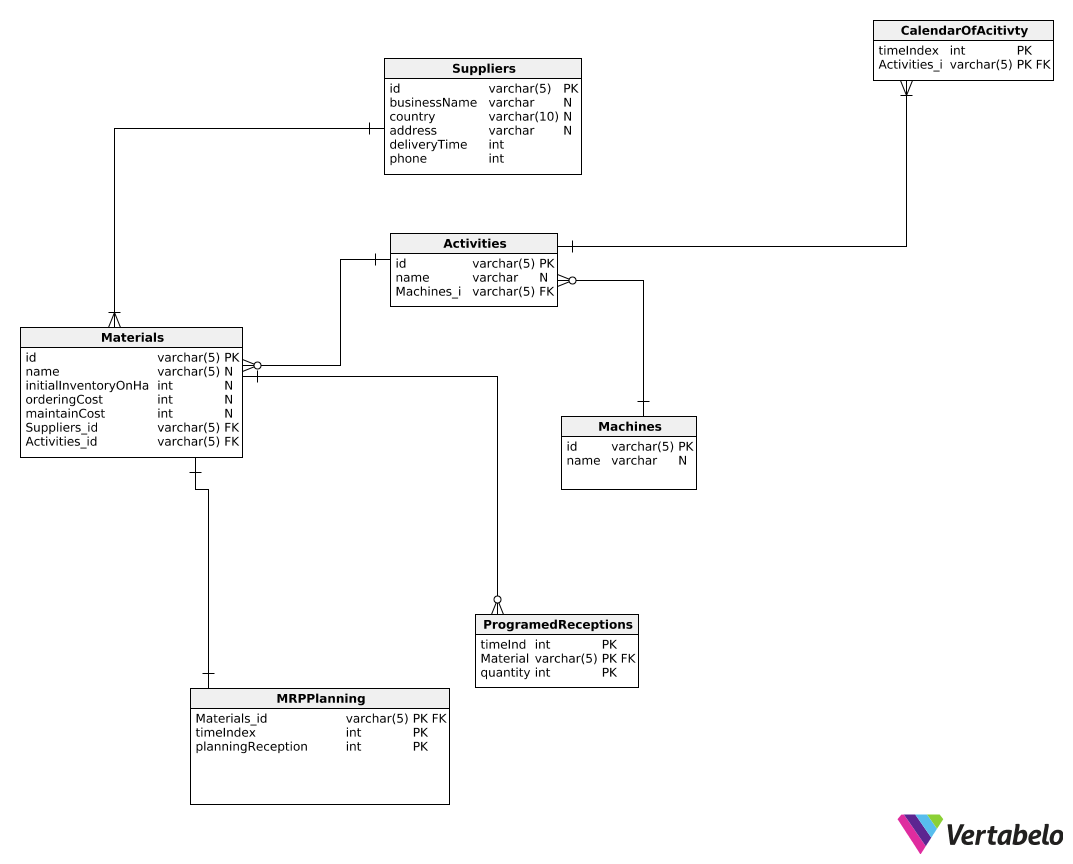 CalendarOfAcitivty
timeIndex int PK
Activities_i varchar(5) PK FK
Suppliers
id varchar(5) PK
businessName varchar N
country varchar(10) N
address varchar N
deliveryTime int
phone int
Activities
id varchar(5) PK
name varchar N
Machines_i varchar(5) FK
Materials
id varchar(5) PK
name varchar(5) N
initialInventoryOnHa int N
orderingCost int N
maintainCost int N
Suppliers_id varchar(5) FK
Activities_id varchar(5) FK
Machines
id varchar(5) PK
name varchar N
ProgramedReceptions
timeInd int PK
Material varchar(5) PK FK
quantity int PK
MRPPlanning
Materials_id varchar(5) PK FK
timeIndex int PK
planningReception int PK
Vertabelo